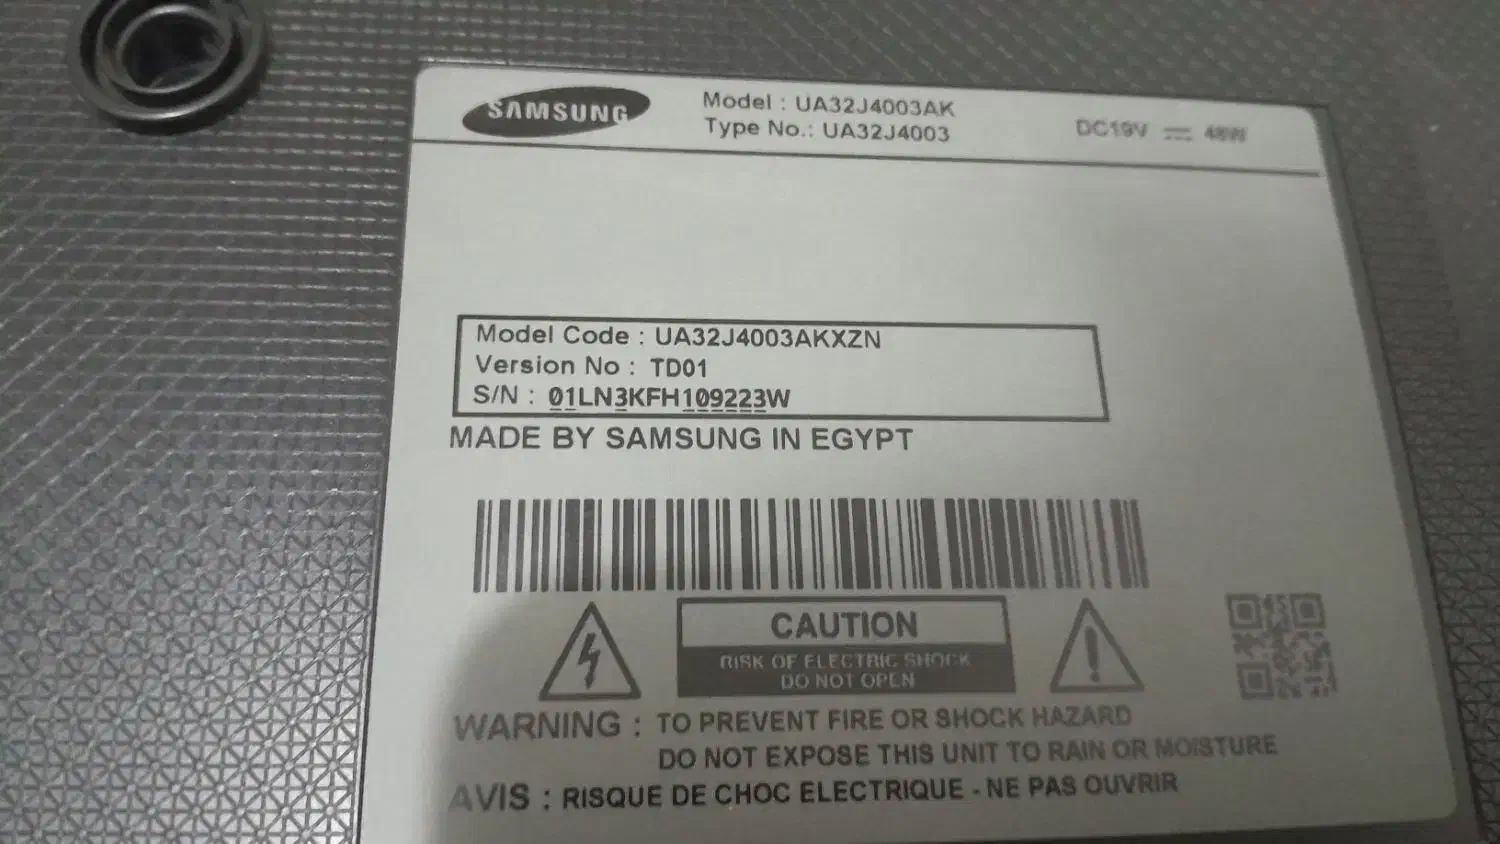 SAMSUNG
Model : UA32J4003AK
Type No.: UA32J4003
DC19V ⎓ 48W
Model Code : UA32J4003AKXZN
Version No : TD01
S/N : 01LN3KFH109223W
MADE BY SAMSUNG IN EGYPT
CAUTION
RISK OF ELECTRIC SHOCK
DO NOT OPEN
WARNING : TO PREVENT FIRE OR SHOCK HAZARD
DO NOT EXPOSE THIS UNIT TO RAIN OR MOISTURE
AVIS : RISQUE DE CHOC ELECTRIQUE - NE PAS OUVRIR